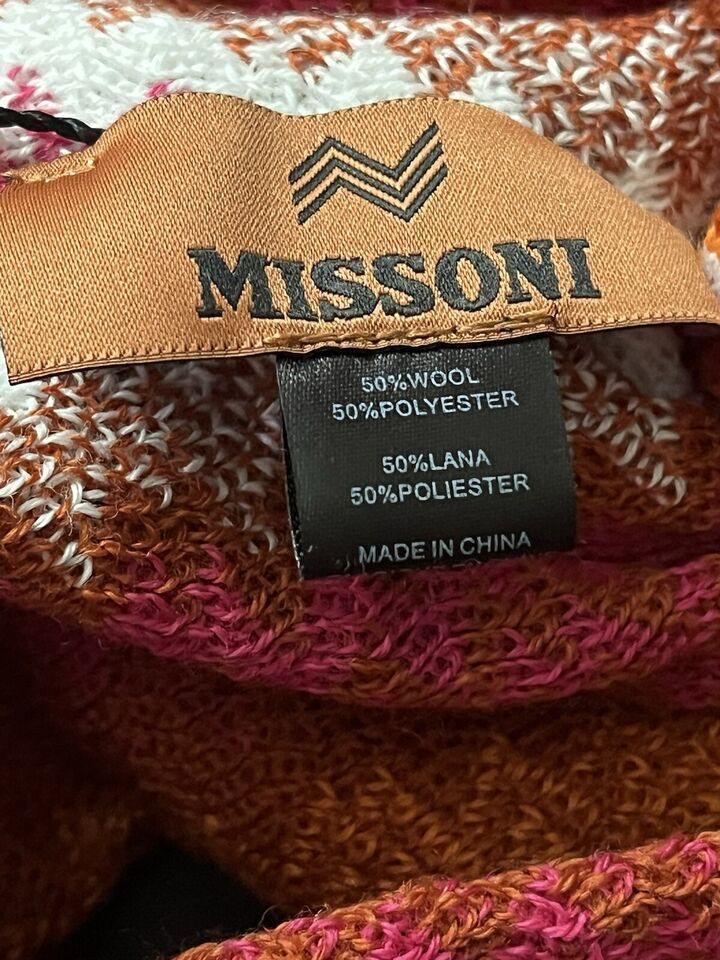 MISSONI
50%WOOL
50%POLYESTER
50%LANA
50%POLIESTER
MADE IN CHINA